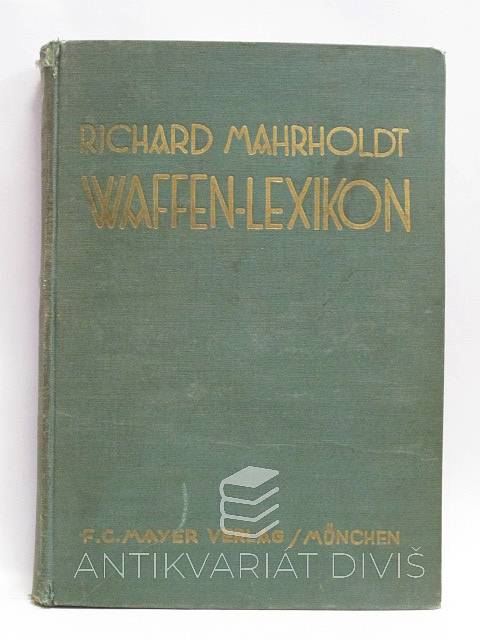 RICHARD MAHRHOLDT
WAFFEN-LEXIKON
F.C. MAYER VERLAG / MÜNCHEN
ANTIKVARIÁT DIVIŠ